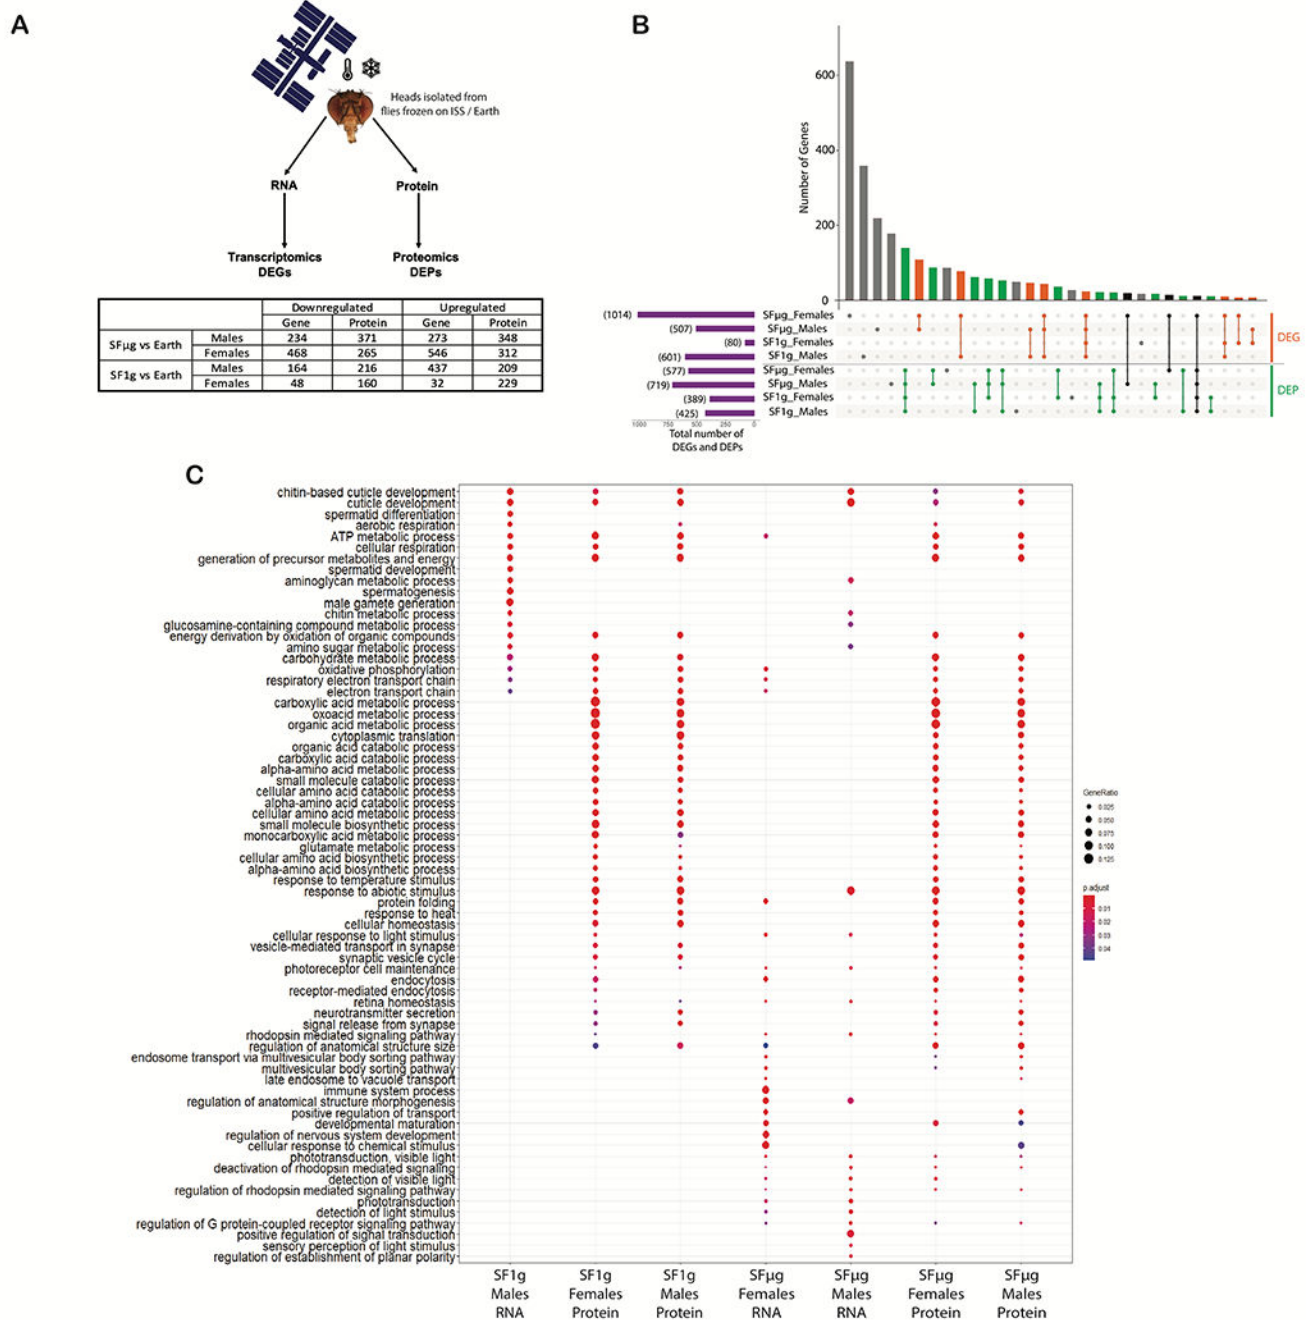 A
Heads isolated from
flies frozen on ISS / Earth
RNA
Protein
Transcriptomics
DEGs
Proteomics
DEPs
Downregulated Upregulated
Gene Protein Gene Protein
SFµg vs Earth Males 234 371 273 348
Females 468 265 546 312
SF1g vs Earth Males 164 216 437 209
Females 48 160 32 229
B
Number of Genes
600
400
200
0
(1014) SFµg_Females
(507) SFµg_Males
(80) SF1g_Females
(601) SF1g_Males
(577) SFµg_Females
(719) SFµg_Males
(389) SF1g_Females
(425) SF1g_Males
DEG
DEP
1000 750 500 250 0
Total number of
DEGs and DEPs
C
chitin-based cuticle development
cuticle development
spermatid differentiation
aerobic respiration
ATP metabolic process
cellular respiration
generation of precursor metabolites and energy
spermatid development
aminoglycan metabolic process
spermatogenesis
male gamete generation
chitin metabolic process
glucosamine-containing compound metabolic process
energy derivation by oxidation of organic compounds
amino sugar metabolic process
carbohydrate metabolic process
oxidative phosphorylation
respiratory electron transport chain
electron transport chain
carboxylic acid metabolic process
oxoacid metabolic process
organic acid metabolic process
cytoplasmic translation
organic acid catabolic process
carboxylic acid catabolic process
alpha-amino acid metabolic process
small molecule catabolic process
cellular amino acid catabolic process
alpha-amino acid catabolic process
cellular amino acid metabolic process
small molecule biosynthetic process
monocarboxylic acid metabolic process
glutamate metabolic process
cellular amino acid biosynthetic process
alpha-amino acid biosynthetic process
response to temperature stimulus
response to abiotic stimulus
protein folding
response to heat
cellular homeostasis
cellular response to light stimulus
vesicle-mediated transport in synapse
synaptic vesicle cycle
photoreceptor cell maintenance
endocytosis
receptor-mediated endocytosis
retina homeostasis
neurotransmitter secretion
signal release from synapse
rhodopsin mediated signaling pathway
regulation of anatomical structure size
endosome transport via multivesicular body sorting pathway
multivesicular body sorting pathway
late endosome to vacuole transport
immune system process
regulation of anatomical structure morphogenesis
positive regulation of transport
developmental maturation
regulation of nervous system development
cellular response to chemical stimulus
phototransduction, visible light
deactivation of rhodopsin mediated signaling
detection of visible light
regulation of rhodopsin mediated signaling pathway
phototransduction
detection of light stimulus
regulation of G protein-coupled receptor signaling pathway
positive regulation of signal transduction
sensory perception of light stimulus
regulation of establishment of planar polarity
GeneRatio
0.025
0.050
0.075
0.100
0.125
p.adjust
0.01
0.02
0.03
0.04
SF1g SF1g SF1g SFµg SFµg SFµg SFµg
Males Females Males Females Males Females Males
RNA Protein Protein RNA RNA Protein Protein